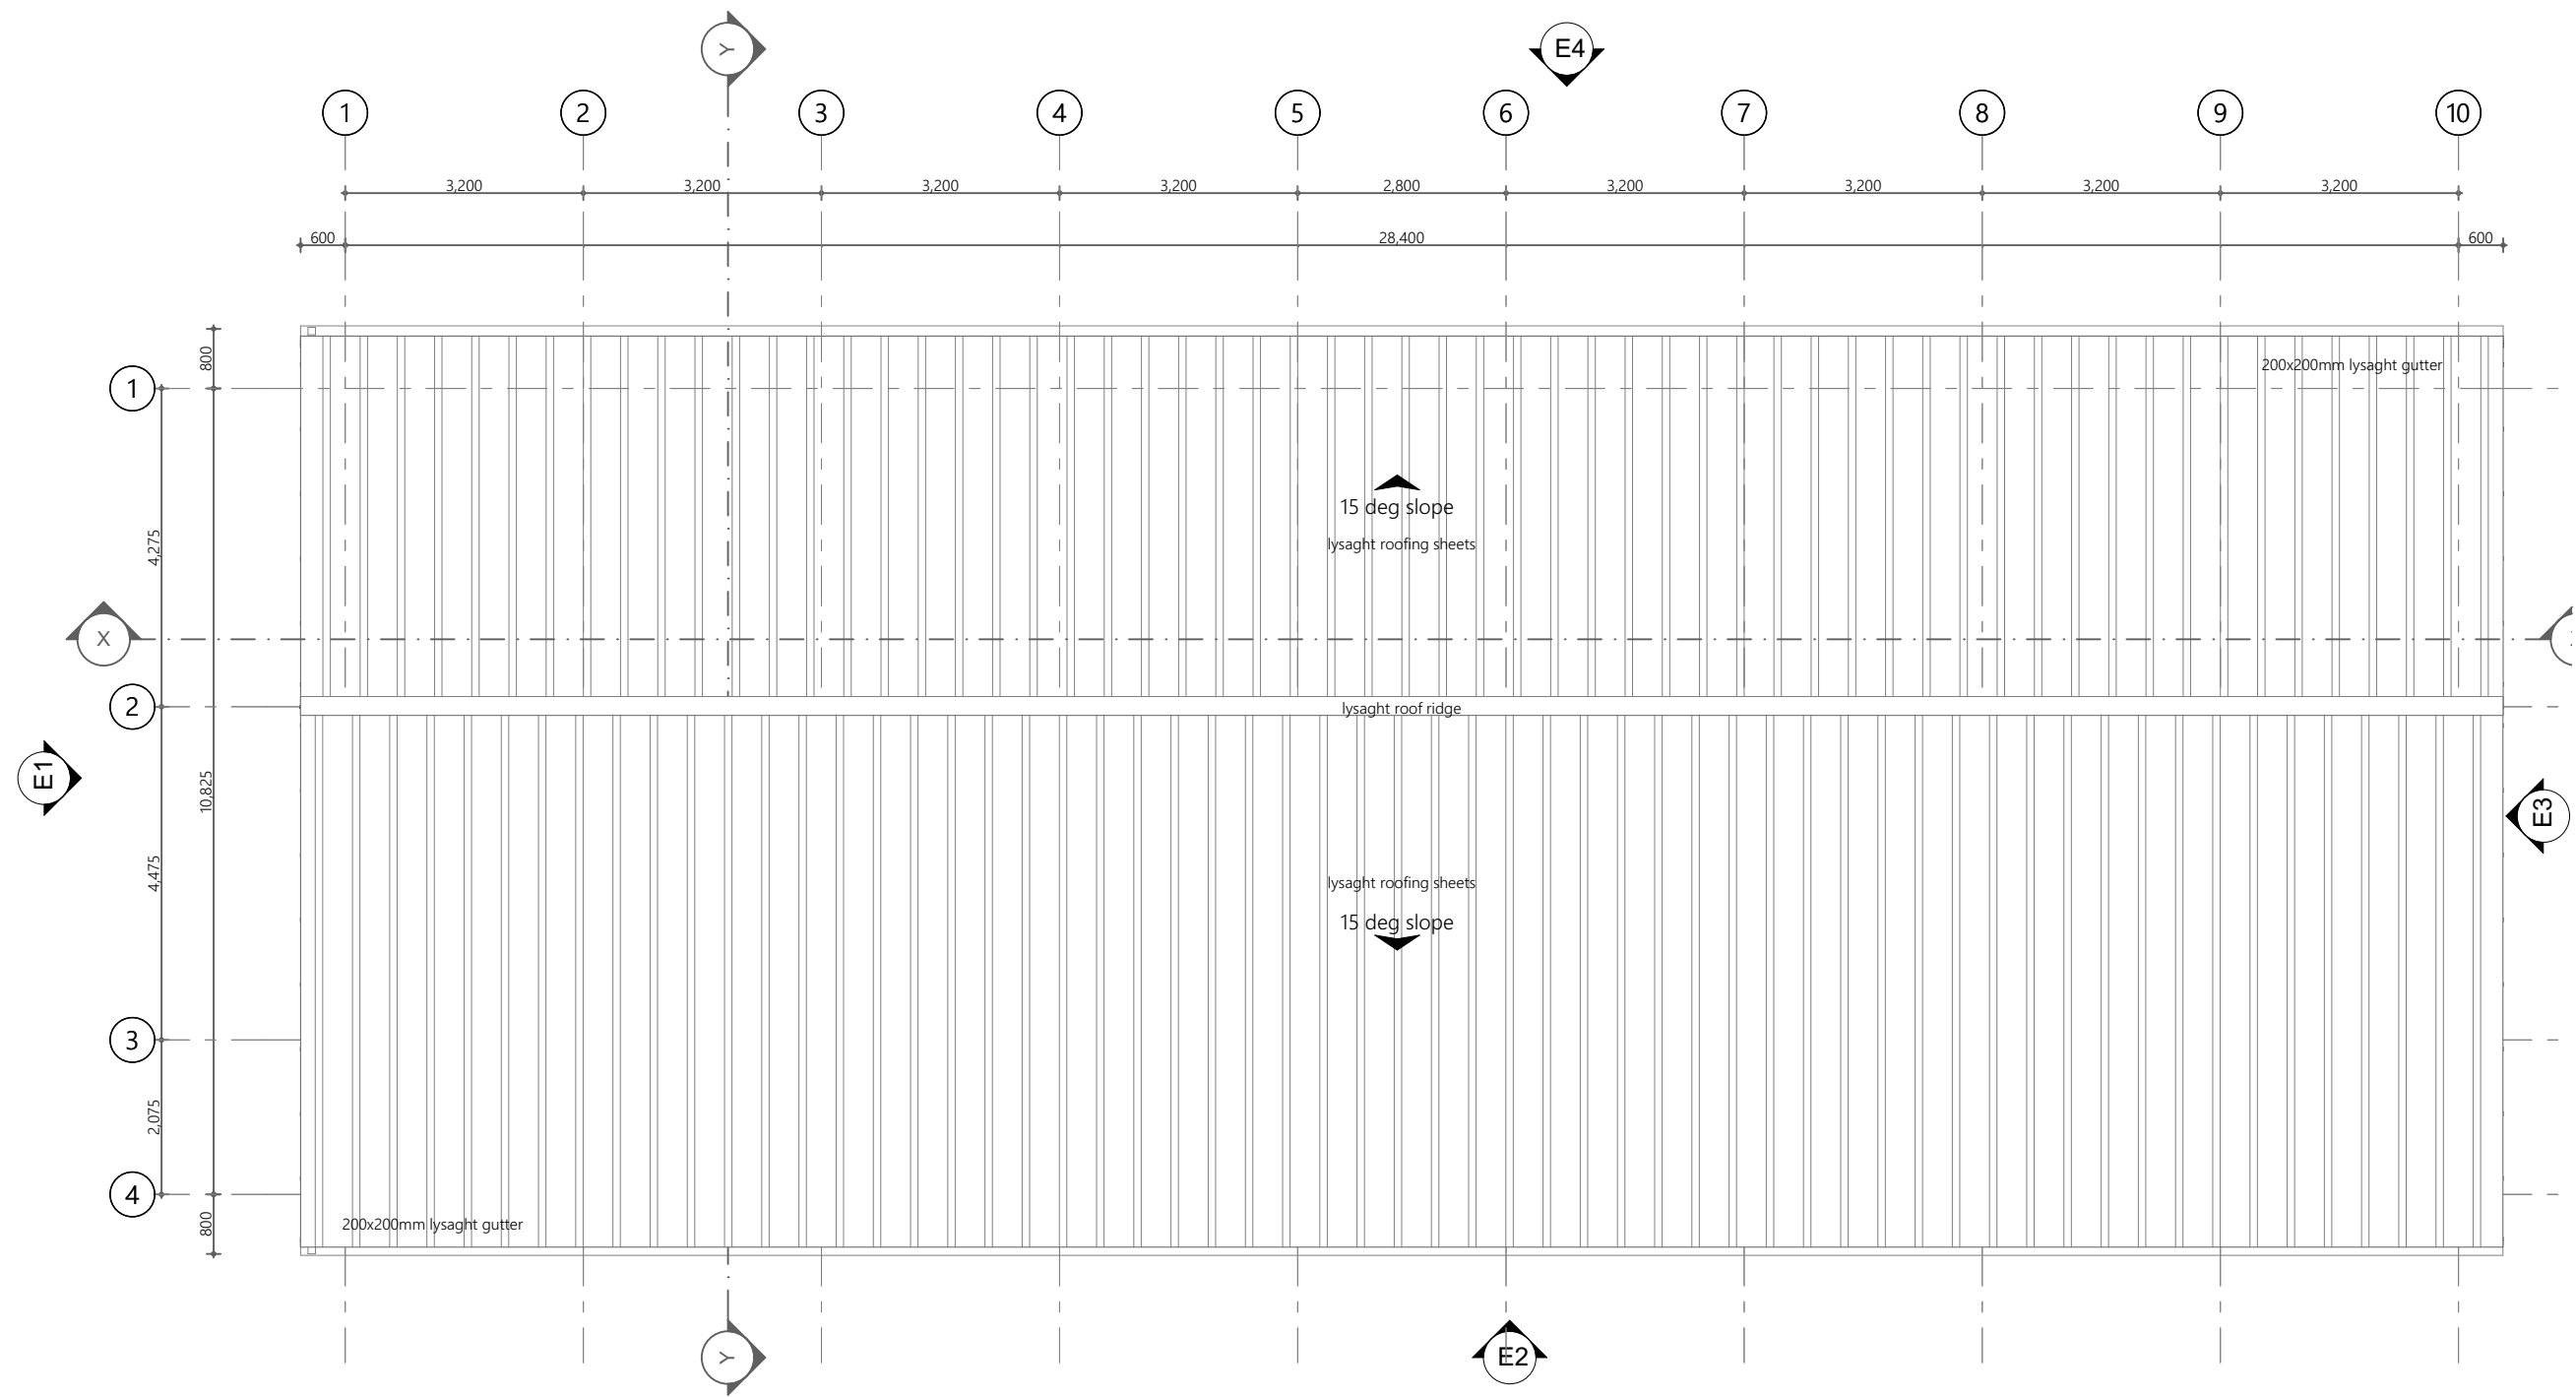 Y
E4
1
2
3
4
5
6
7
8
9
10
3,200
3,200
3,200
3,200
2,800
3,200
3,200
3,200
3,200
600
28,400
600
800
200x200mm lysaght gutter
1
15 deg slope
4,275
lysaght roofing sheets
X
2
lysaght roof ridge
E1
10,825
E3
4,475
lysaght roofing sheets
15 deg slope
3
2,075
4
800
200x200mm lysaght gutter
Y
E2